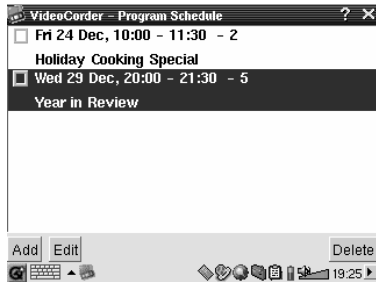 VideoCorder - Program Schedule ? X
Fri 24 Dec, 10:00 - 11:30 - 2
Holiday Cooking Special
Wed 29 Dec, 20:00 - 21:30 - 5
Year in Review
Add Edit Delete
19:25